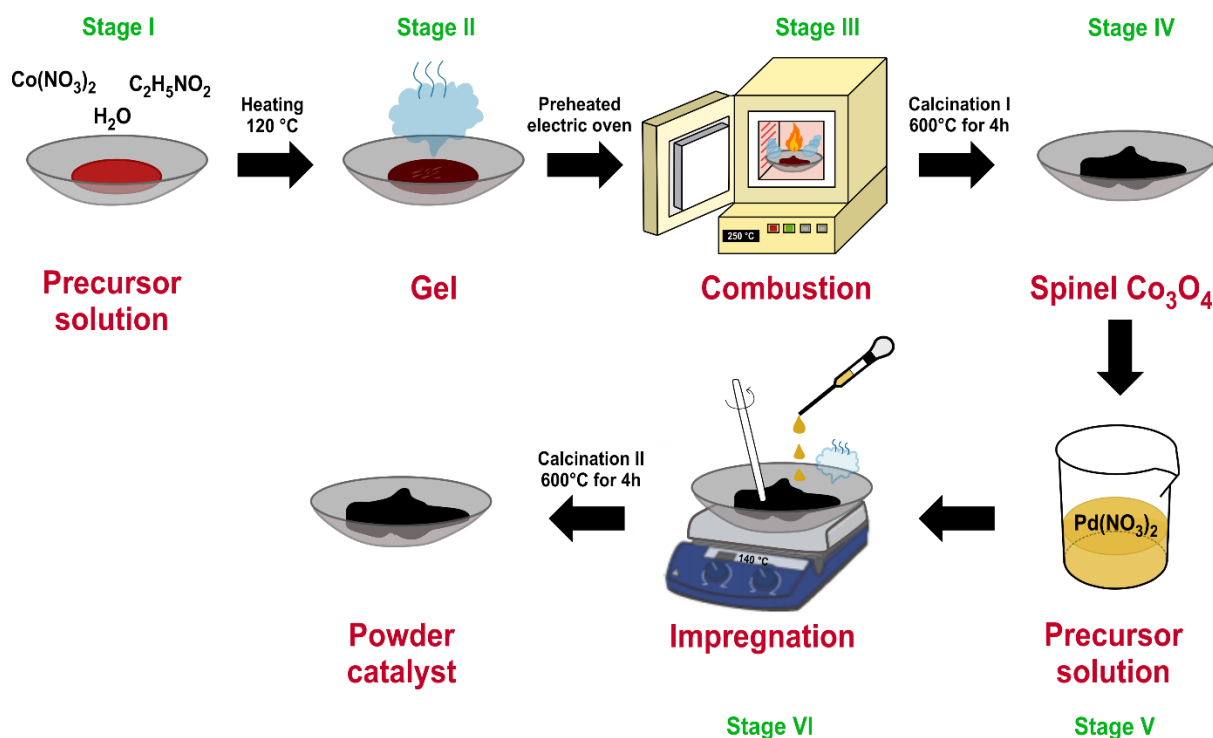 Stage I
Stage II
Stage III
Stage IV
Co(NO₃)₂
C₂H₅NO₂
H₂O
Heating
120 °C
Preheated
electric oven
250 °C
Calcination I
600°C for 4h
Precursor
solution
Gel
Combustion
Spinel Co₃O₄
Calcination II
600°C for 4h
140 °C
Pd(NO₃)₂
Powder
catalyst
Impregnation
Precursor
solution
Stage VI
Stage V